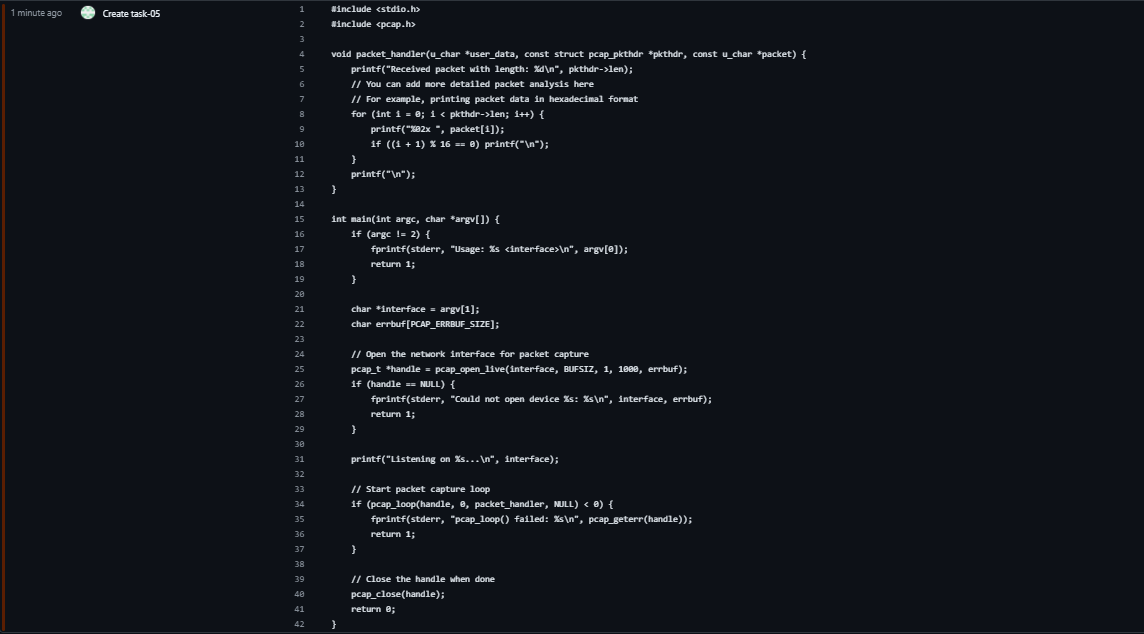 1 minute ago Create task-05
1 #include <stdio.h>
2 #include <pcap.h>
3
4 void packet_handler(u_char *user_data, const struct pcap_pkthdr *pkthdr, const u_char *packet) {
5     printf("Received packet with length: %d\n", pkthdr->len);
6     // You can add more detailed packet analysis here
7     // For example, printing packet data in hexadecimal format
8     for (int i = 0; i < pkthdr->len; i++) {
9         printf("%02x ", packet[i]);
10         if ((i + 1) % 16 == 0) printf("\n");
11     }
12     printf("\n");
13 }
14
15 int main(int argc, char *argv[]) {
16     if (argc != 2) {
17         fprintf(stderr, "Usage: %s <interface>\n", argv[0]);
18         return 1;
19     }
20
21     char *interface = argv[1];
22     char errbuf[PCAP_ERRBUF_SIZE];
23
24     // Open the network interface for packet capture
25     pcap_t *handle = pcap_open_live(interface, BUFSIZ, 1, 1000, errbuf);
26     if (handle == NULL) {
27         fprintf(stderr, "Could not open device %s: %s\n", interface, errbuf);
28         return 1;
29     }
30
31     printf("Listening on %s...\n", interface);
32
33     // Start packet capture loop
34     if (pcap_loop(handle, 0, packet_handler, NULL) < 0) {
35         fprintf(stderr, "pcap_loop() failed: %s\n", pcap_geterr(handle));
36         return 1;
37     }
38
39     // Close the handle when done
40     pcap_close(handle);
41     return 0;
42 }